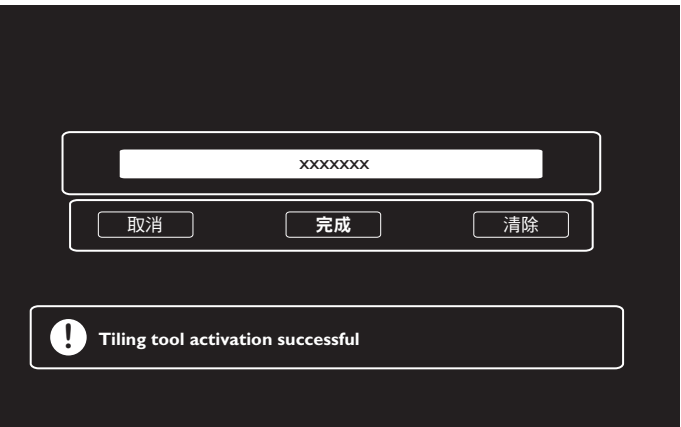 xxxxxxx
取消 完成 清除
! Tiling tool activation successful